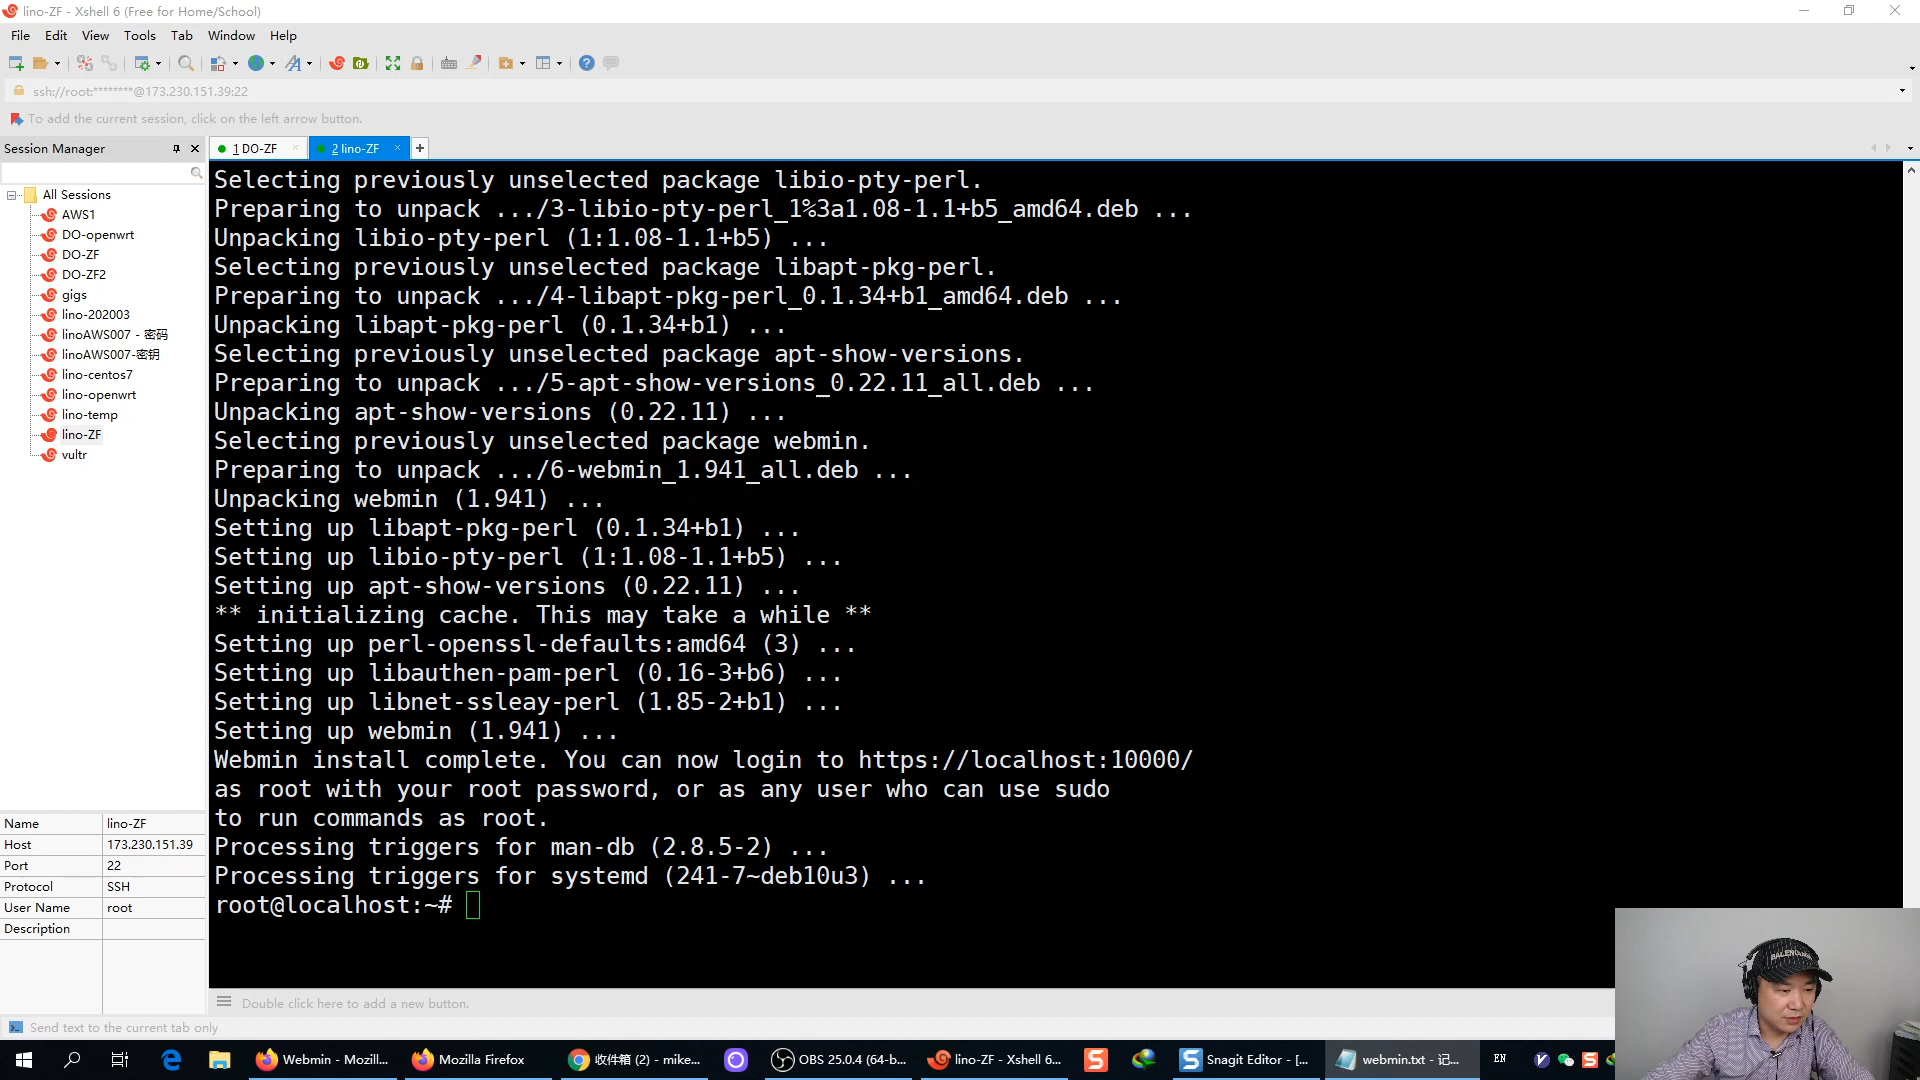 lino-ZF - Xshell 6 (Free for Home/School)
File Edit View Tools Tab Window Help
ssh://root:********@173.230.151.39:22
To add the current session, click on the left arrow button.
Session Manager
1 DO-ZF
2 lino-ZF
All Sessions
AWS1
DO-openwrt
DO-ZF
DO-ZF2
gigs
lino-202003
linoAWS007 - 密码
linoAWS007-密钥
lino-centos7
lino-openwrt
lino-temp
lino-ZF
vultr
Name lino-ZF
Host 173.230.151.39
Port 22
Protocol SSH
User Name root
Description
Selecting previously unselected package libio-pty-perl.
Preparing to unpack .../3-libio-pty-perl_1%3a1.08-1.1+b5_amd64.deb ...
Unpacking libio-pty-perl (1:1.08-1.1+b5) ...
Selecting previously unselected package libapt-pkg-perl.
Preparing to unpack .../4-libapt-pkg-perl_0.1.34+b1_amd64.deb ...
Unpacking libapt-pkg-perl (0.1.34+b1) ...
Selecting previously unselected package apt-show-versions.
Preparing to unpack .../5-apt-show-versions_0.22.11_all.deb ...
Unpacking apt-show-versions (0.22.11) ...
Selecting previously unselected package webmin.
Preparing to unpack .../6-webmin_1.941_all.deb ...
Unpacking webmin (1.941) ...
Setting up libapt-pkg-perl (0.1.34+b1) ...
Setting up libio-pty-perl (1:1.08-1.1+b5) ...
Setting up apt-show-versions (0.22.11) ...
** initializing cache. This may take a while **
Setting up perl-openssl-defaults:amd64 (3) ...
Setting up libauthen-pam-perl (0.16-3+b6) ...
Setting up libnet-ssleay-perl (1.85-2+b1) ...
Setting up webmin (1.941) ...
Webmin install complete. You can now login to https://localhost:10000/
as root with your root password, or as any user who can use sudo
to run commands as root.
Processing triggers for man-db (2.8.5-2) ...
Processing triggers for systemd (241-7~deb10u3) ...
root@localhost:~#
Double click here to add a new button.
Send text to the current tab only
Webmin - Mozill... Mozilla Firefox 收件箱 (2) - mike... OBS 25.0.4 (64-b... lino-ZF - Xshell 6... Snagit Editor - [... webmin.txt - 记... EN